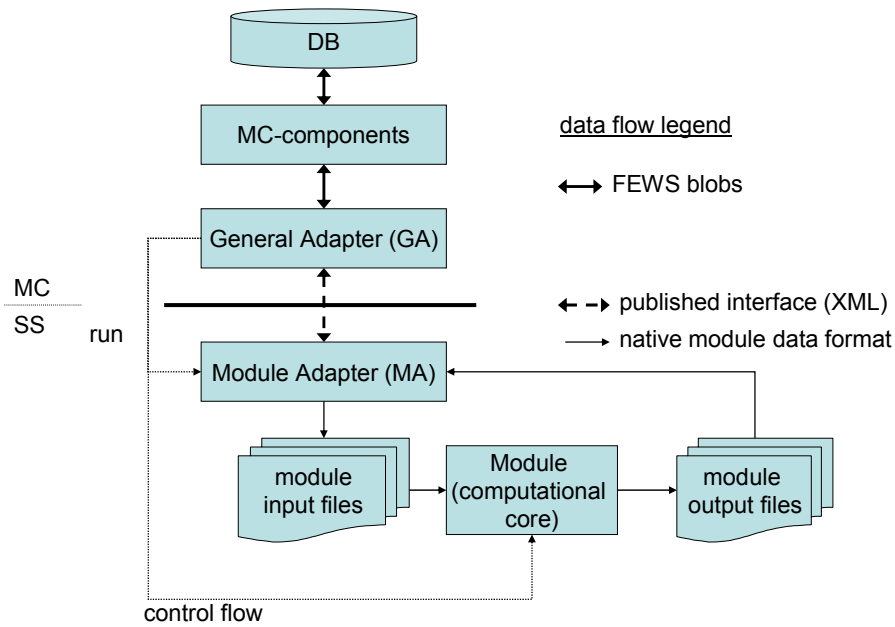 DB
MC-components
data flow legend
FEWS blobs
General Adapter (GA)
MC
SS
run
published interface (XML)
native module data format
Module Adapter (MA)
module
input files
Module
(computational
core)
module
output files
control flow